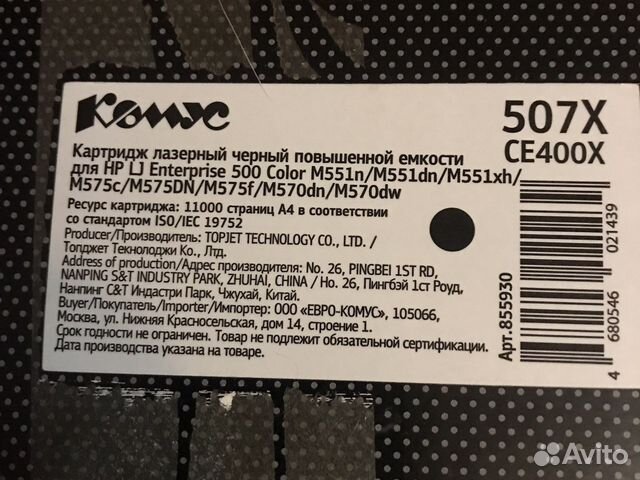 Комус
507X
CE400X
Картридж лазерный черный повышенной емкости
для HP LJ Enterprise 500 Color M551n/M551dn/M551xh/
M575c/M575DN/M575f/M570dn/M570dw
Ресурс картриджа: 11000 страниц А4 в соответствии
со стандартом ISO/IEC 19752
Producer/Производитель: TOPJET TECHNOLOGY CO., LTD. /
Топджет Текнолоджи Ко., Лтд.
Address of production/Адрес производителя: No. 26, PINGBEI 1ST RD,
NANPING S&T INDUSTRY PARK, ZHUHAI, CHINA / Но. 26, Пингбэй 1ст Роуд,
Нанпинг С&Т Индастри Парк, Чжухай, Китай.
Buyer/Покупатель/Importer/Импортер: ООО «ЕВРО-КОМУС», 105066,
Москва, ул. Нижняя Красносельская, дом 14, строение 1.
Срок годности не ограничен. Товар не подлежит обязательной сертификации.
Дата производства указана на товаре.
Арт.855930
4 680546 021439
Avito